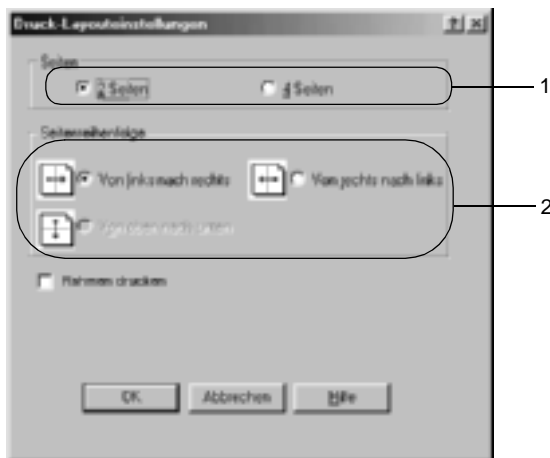 Druck-Layouteinstellungen
Seiten
2 Seiten
4 Seiten
1
Seitenreihenfolge
Von links nach rechts
Von rechts nach links
2
Von oben nach unten
Rahmen drucken
OK
Abbrechen
Hilfe